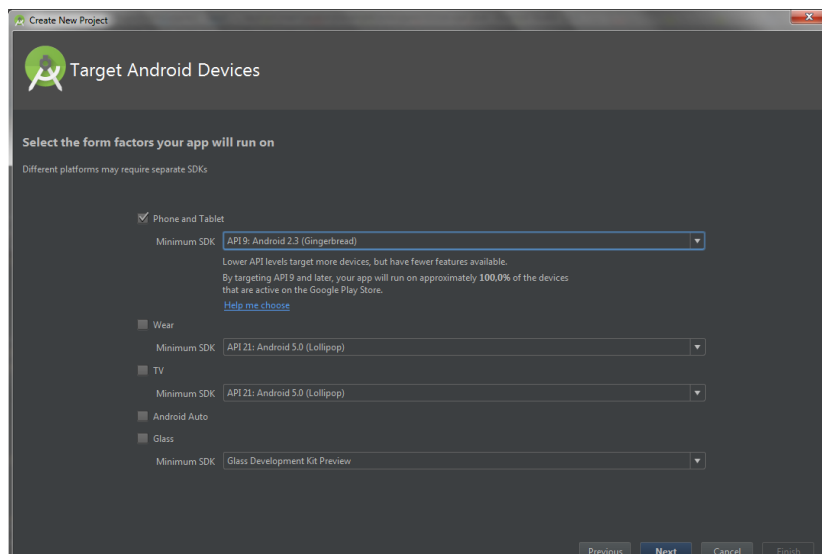 Create New Project
Target Android Devices
Select the form factors your app will run on
Different platforms may require separate SDKs
Phone and Tablet
Minimum SDK API 9: Android 2.3 (Gingerbread)
Lower API levels target more devices, but have fewer features available.
By targeting API 9 and later, your app will run on approximately 100,0% of the devices
that are active on the Google Play Store.
Help me choose
Wear
Minimum SDK API 21: Android 5.0 (Lollipop)
TV
Minimum SDK API 21: Android 5.0 (Lollipop)
Android Auto
Glass
Minimum SDK Glass Development Kit Preview
Previous Next Cancel Finish